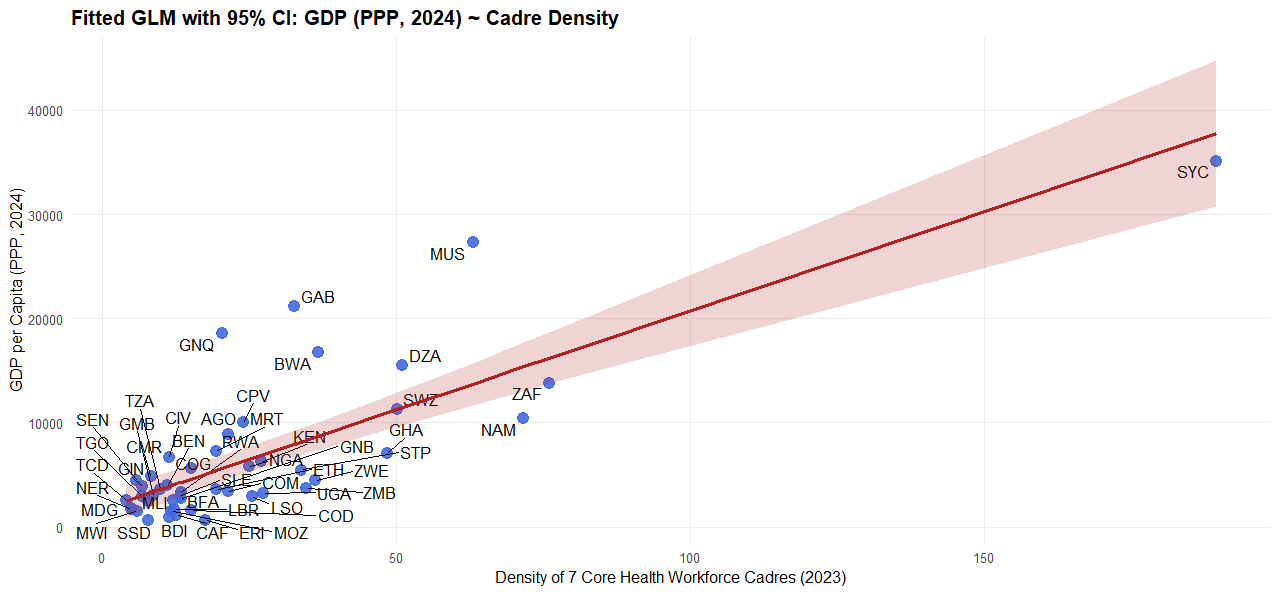 Fitted GLM with 95% CI: GDP (PPP, 2024) ~ Cadre Density
GDP per Capita (PPP, 2024)
40000
30000
20000
10000
0
SYC
MUS
GAB
GNQ
BWA
DZA
ZAF
SWZ
NAM
CPV
TZA
SEN
GMB
CIV
AGO
MRT
GHA
TGO
CMR
BEN
RWA
KEN
GNB
STP
TCD
GIN
COG
NGA
ETH
ZWE
NER
SLE
COM
UGA
ZMB
MDG
MLI
BFA
LBR
LSO
COD
MWI
SSD
BDI
CAF
ERI
MOZ
0
50
100
150
Density of 7 Core Health Workforce Cadres (2023)